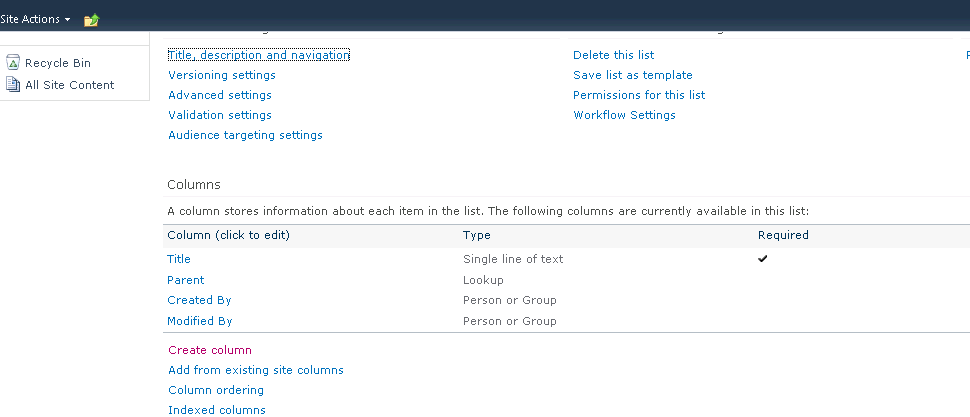 Site Actions
Recycle Bin
All Site Content
Title, description and navigation
Versioning settings
Advanced settings
Validation settings
Audience targeting settings
Delete this list
Save list as template
Permissions for this list
Workflow Settings
Columns
A column stores information about each item in the list. The following columns are currently available in this list:
Column (click to edit) Type Required
Title Single line of text
Parent Lookup
Created By Person or Group
Modified By Person or Group
Create column
Add from existing site columns
Column ordering
Indexed columns